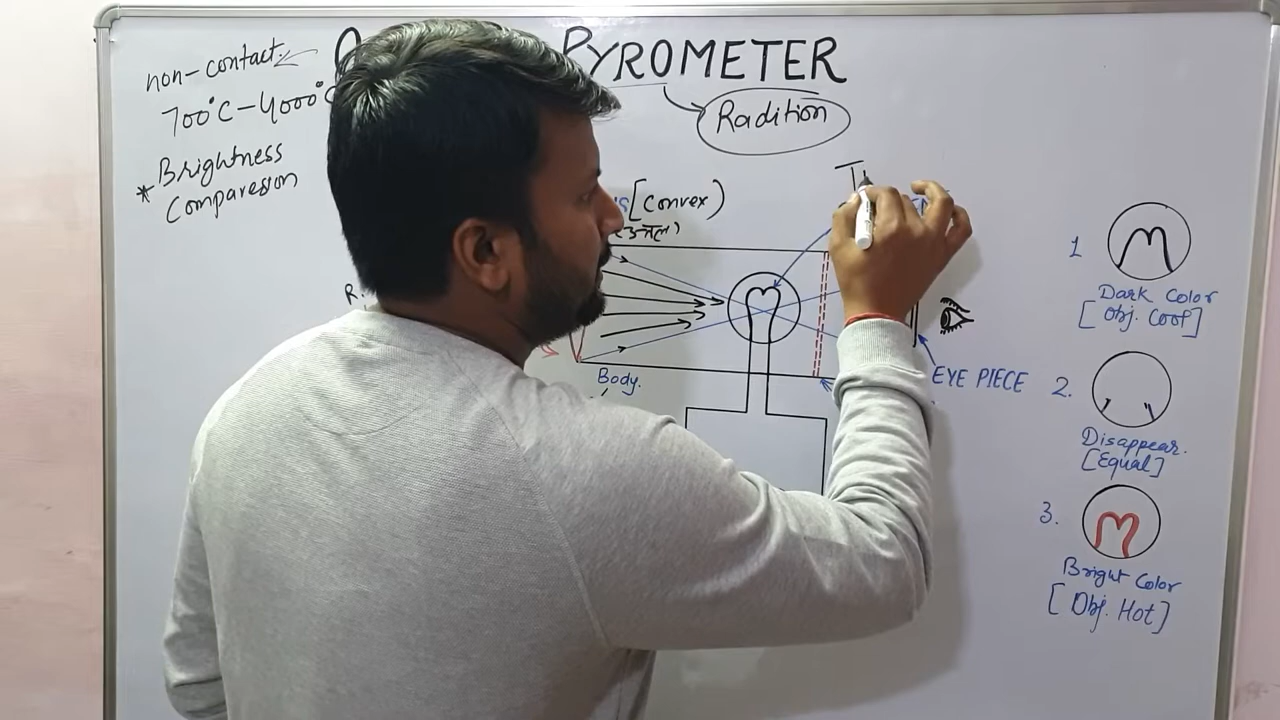 non-contact
PYROMETER
700°C - 4000°C
Radition
* Brightness
Comparesion
[Convex)
Body.
EYE PIECE
1
Dark Color
[Obj. Cool]
2.
Disappear.
[Equal]
3.
Bright Color
[Obj. Hot]